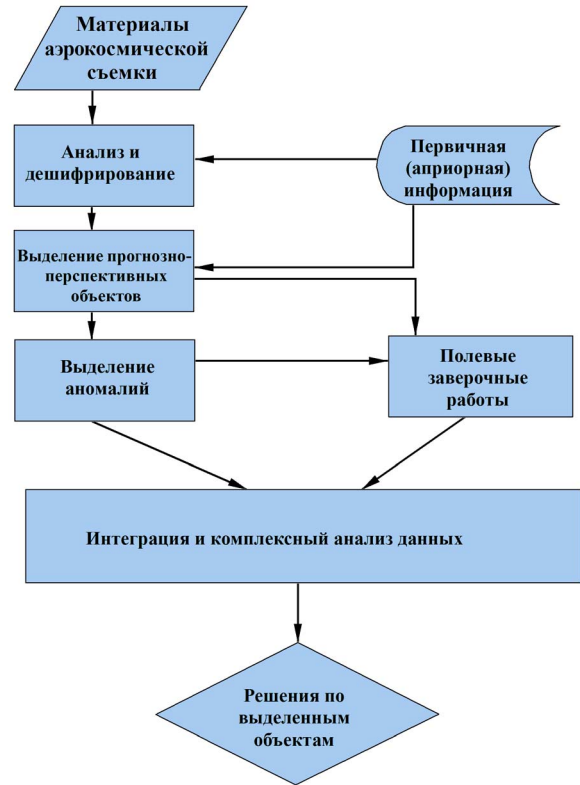 Материалы
аэрокосмической
съемки
Анализ и
дешифрирование
Первичная
(априорная)
информация
Выделение прогнозно-
перспективных
объектов
Выделение
аномалий
Полевые
заверочные
работы
Интеграция и комплексный анализ данных
Решения по
выделенным
объектам